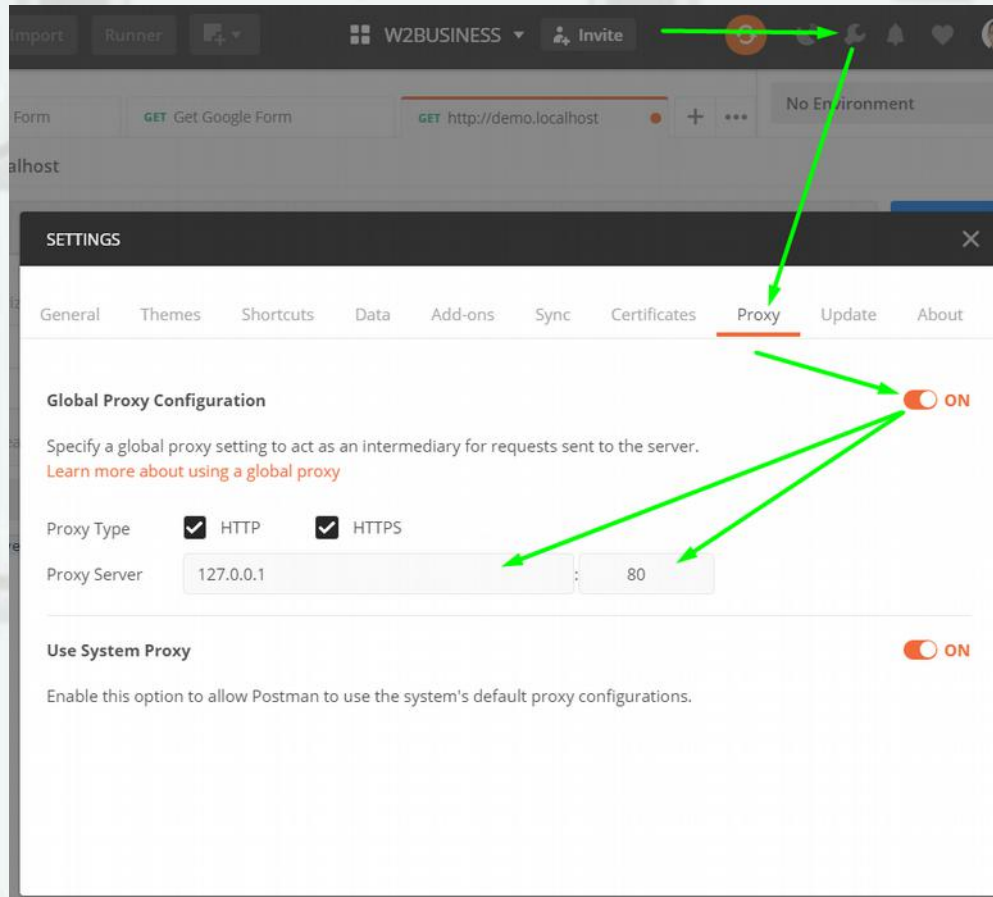 Import Runner W2BUSINESS Invite
Form GET Get Google Form GET http://demo.localhost + ••• No Environment
alhost
SETTINGS
General Themes Shortcuts Data Add-ons Sync Certificates Proxy Update About
Global Proxy Configuration ON
Specify a global proxy setting to act as an intermediary for requests sent to the server.
Learn more about using a global proxy
Proxy Type HTTP HTTPS
Proxy Server 127.0.0.1 : 80
Use System Proxy ON
Enable this option to allow Postman to use the system's default proxy configurations.